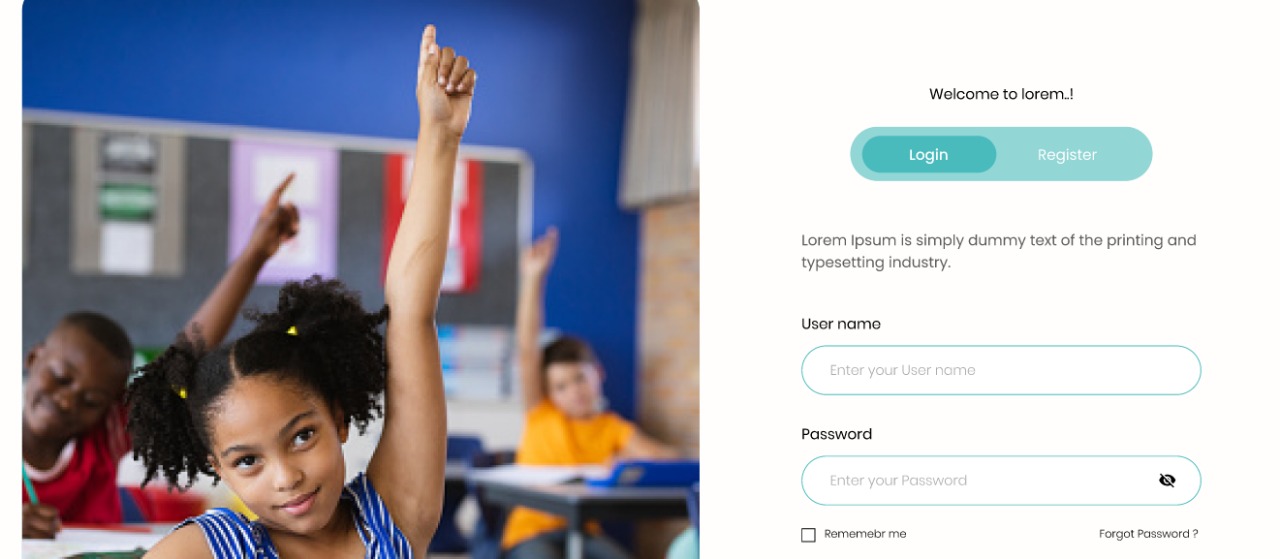 Welcome to lorem..!
Login
Register
Lorem Ipsum is simply dummy text of the printing and
typesetting industry.
User name
Enter your User name
Password
Enter your Password
Rememebr me
Forgot Password ?